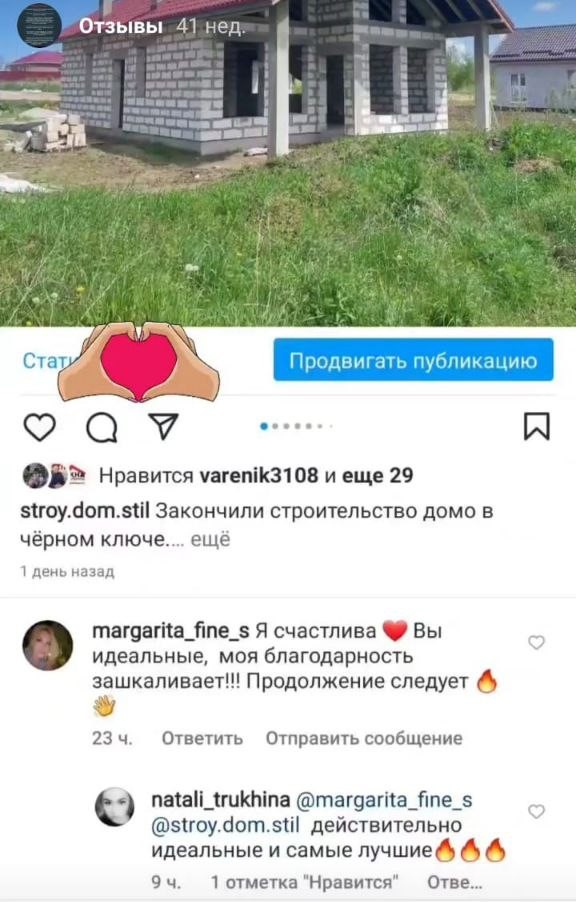 Отзывы 41 нед.
Продвигать публикацию
Нравится varenik3108 и еще 29
stroy.dom.stil Закончили строительство домо в
чёрном ключе.... ещё
1 день назад
margarita_fine_s Я счастлива ❤️ Вы
идеальные, моя благодарность
зашкаливает!!! Продолжение следует 🔥
👋
23 ч. Ответить Отправить сообщение
natali_trukhina @margarita_fine_s
@stroy.dom.stil действительно
идеальные и самые лучшие🔥🔥🔥
9 ч. 1 отметка "Нравится" Отве...